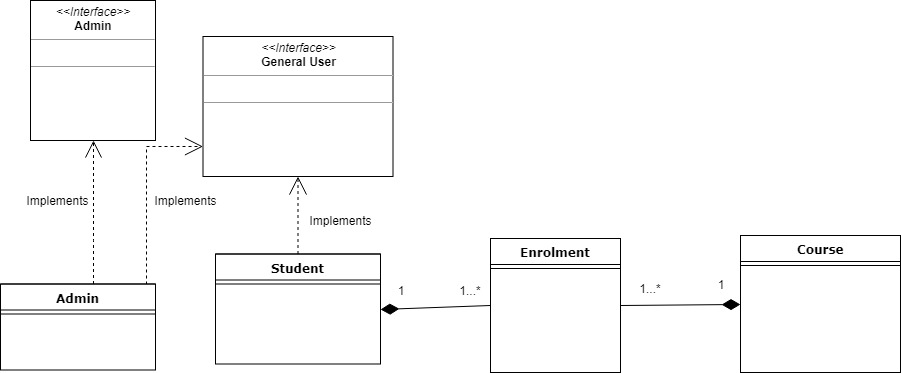 <<Interface>>
Admin
<<Interface>>
General User
Implements
Implements
Implements
Admin
Student
Enrolment
Course
1
1...*
1...*
1